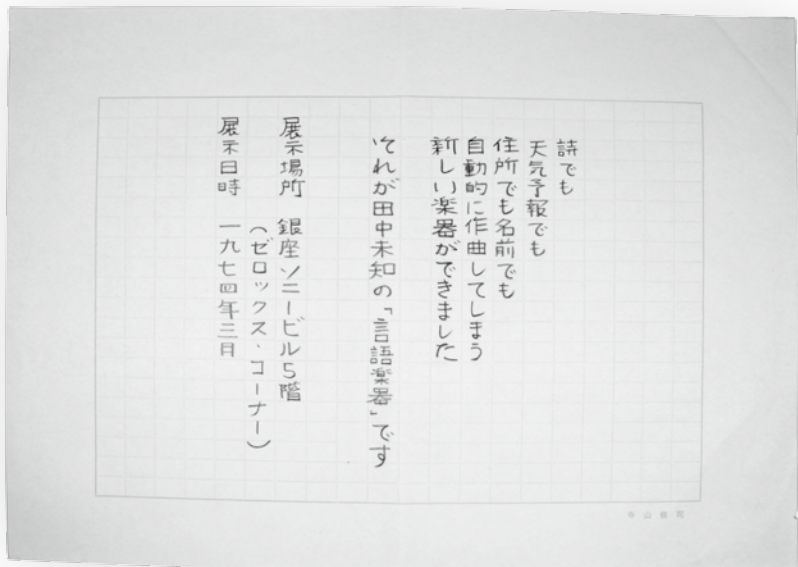 詩でも
天気予報でも
住所でも名前でも
自動的に作曲してしまう
新しい楽器ができました
それが田中未知の「言語楽器」です
展示場所　銀座ソニービル5階
（ゼロックス・コーナー）
展示日時　一九七四年三月
寺山修司